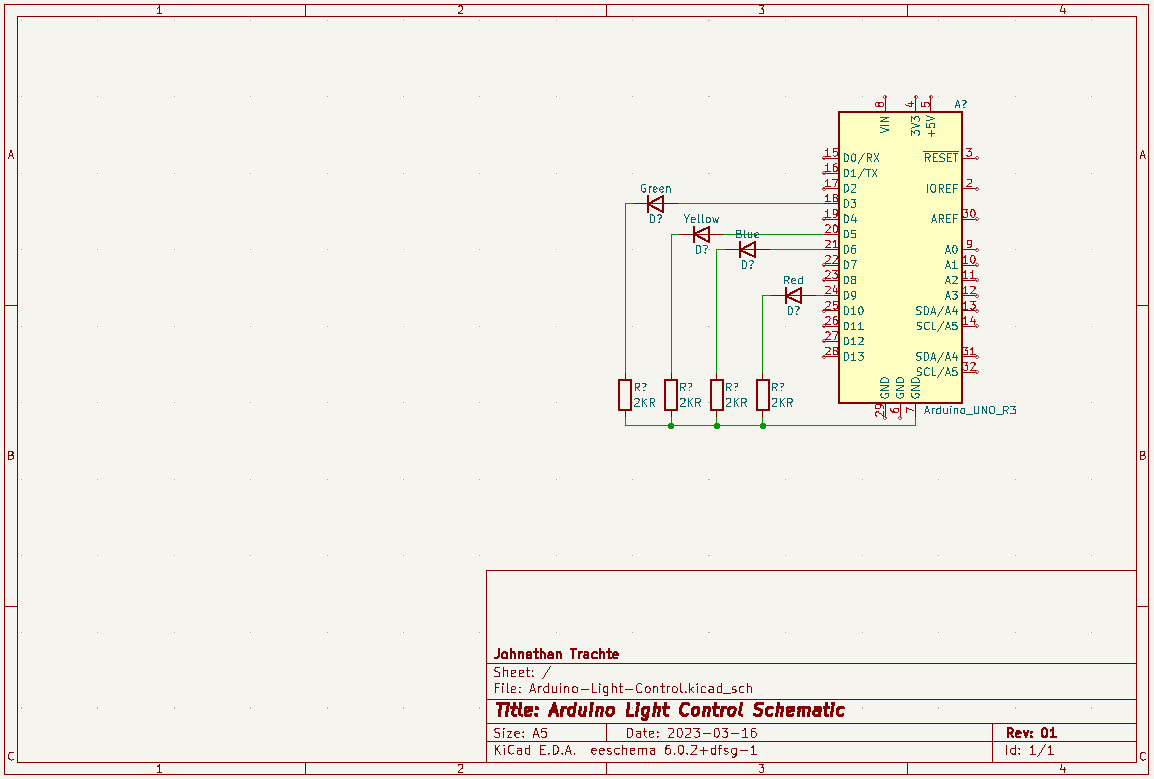 1 2 3 4
A A
B B
C C
8 4 5 A?
VIN 3V3 +5V
15 D0/RX RESET 3
16 D1/TX
17 D2 IOREF 2
Green
18 D3
D?
19 D4 AREF 30
Yellow
20 D5
Blue
D?
21 D6 A0 9
D?
22 D7 A1 10
23 D8 A2 11
Red
24 D9 A3 12
D?
25 D10 SDA/A4 13
26 D11 SCL/A5 14
27 D12
28 D13 SDA/A4 31
SCL/A5 32
GND GND GND
R? R? R? R?
2KR 2KR 2KR 2KR
29 6 7 Arduino_UNO_R3
Johnathan Trachte
Sheet: /
File: Arduino-Light-Control.kicad_sch
Title: Arduino Light Control Schematic
Size: A5 Date: 2023-03-16 Rev: 01
KiCad E.D.A. eeschema 6.0.2+dfsg-1 Id: 1/1
1 2 3 4